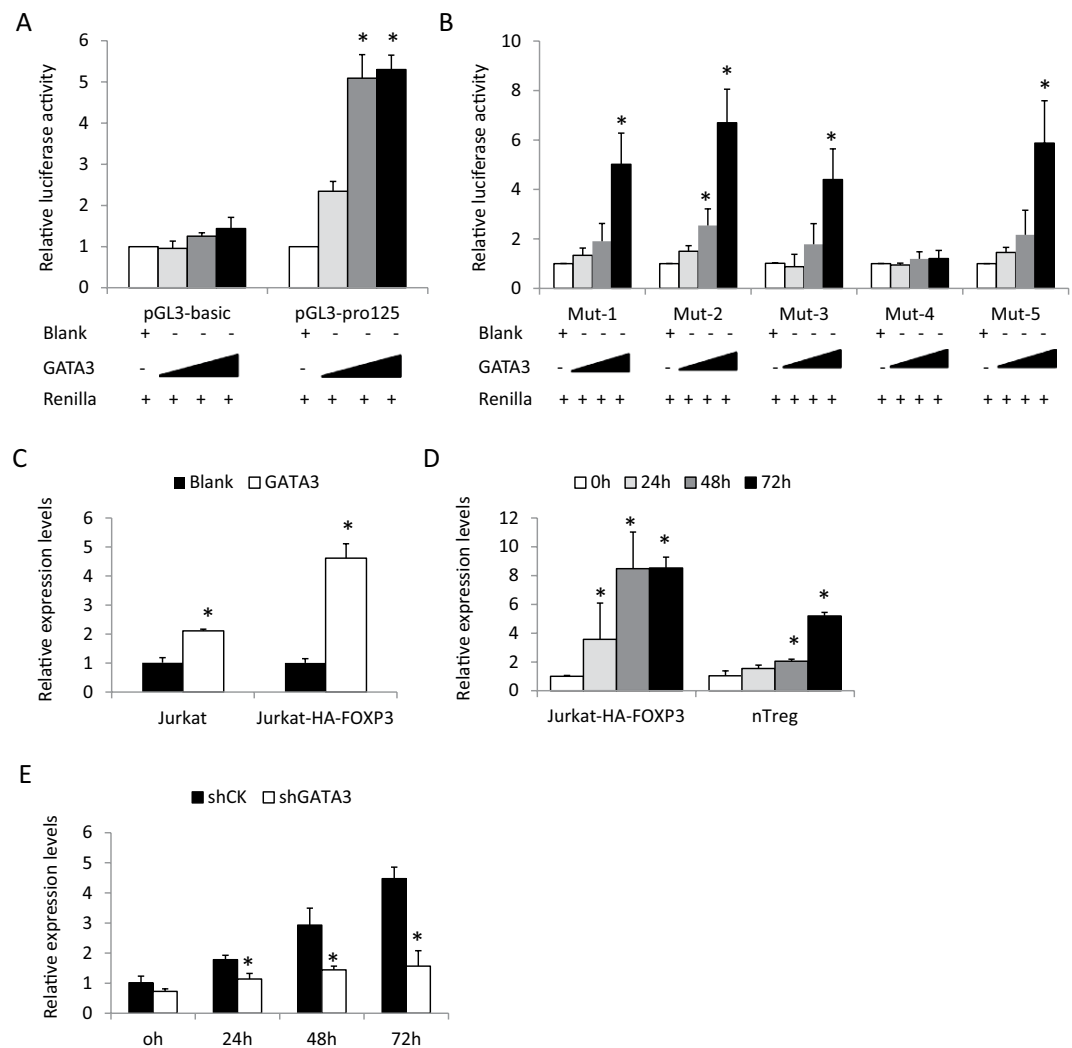 A
Relative luciferase activity
6
5
4
3
2
1
0
* *
pGL3-basic pGL3-pro125
Blank + - - - + - - -
GATA3 - -
Renilla + + + + + + + +
B
Relative luciferase activity
10
8
6
4
2
0
* * * * *
Mut-1 Mut-2 Mut-3 Mut-4 Mut-5
Blank + - - - + - - - + - - - + - - - + - - -
GATA3 - - - - -
Renilla + + + + + + + + + + + + + + + + + + + +
C
Blank GATA3
Relative expression levels
6
5
4
3
2
1
0
* *
Jurkat Jurkat-HA-FOXP3
D
0h 24h 48h 72h
Relative expression levels
12
10
8
6
4
2
0
* * * * *
Jurkat-HA-FOXP3 nTreg
E
shCK shGATA3
Relative expression levels
6
5
4
3
2
1
0
* * *
oh 24h 48h 72h